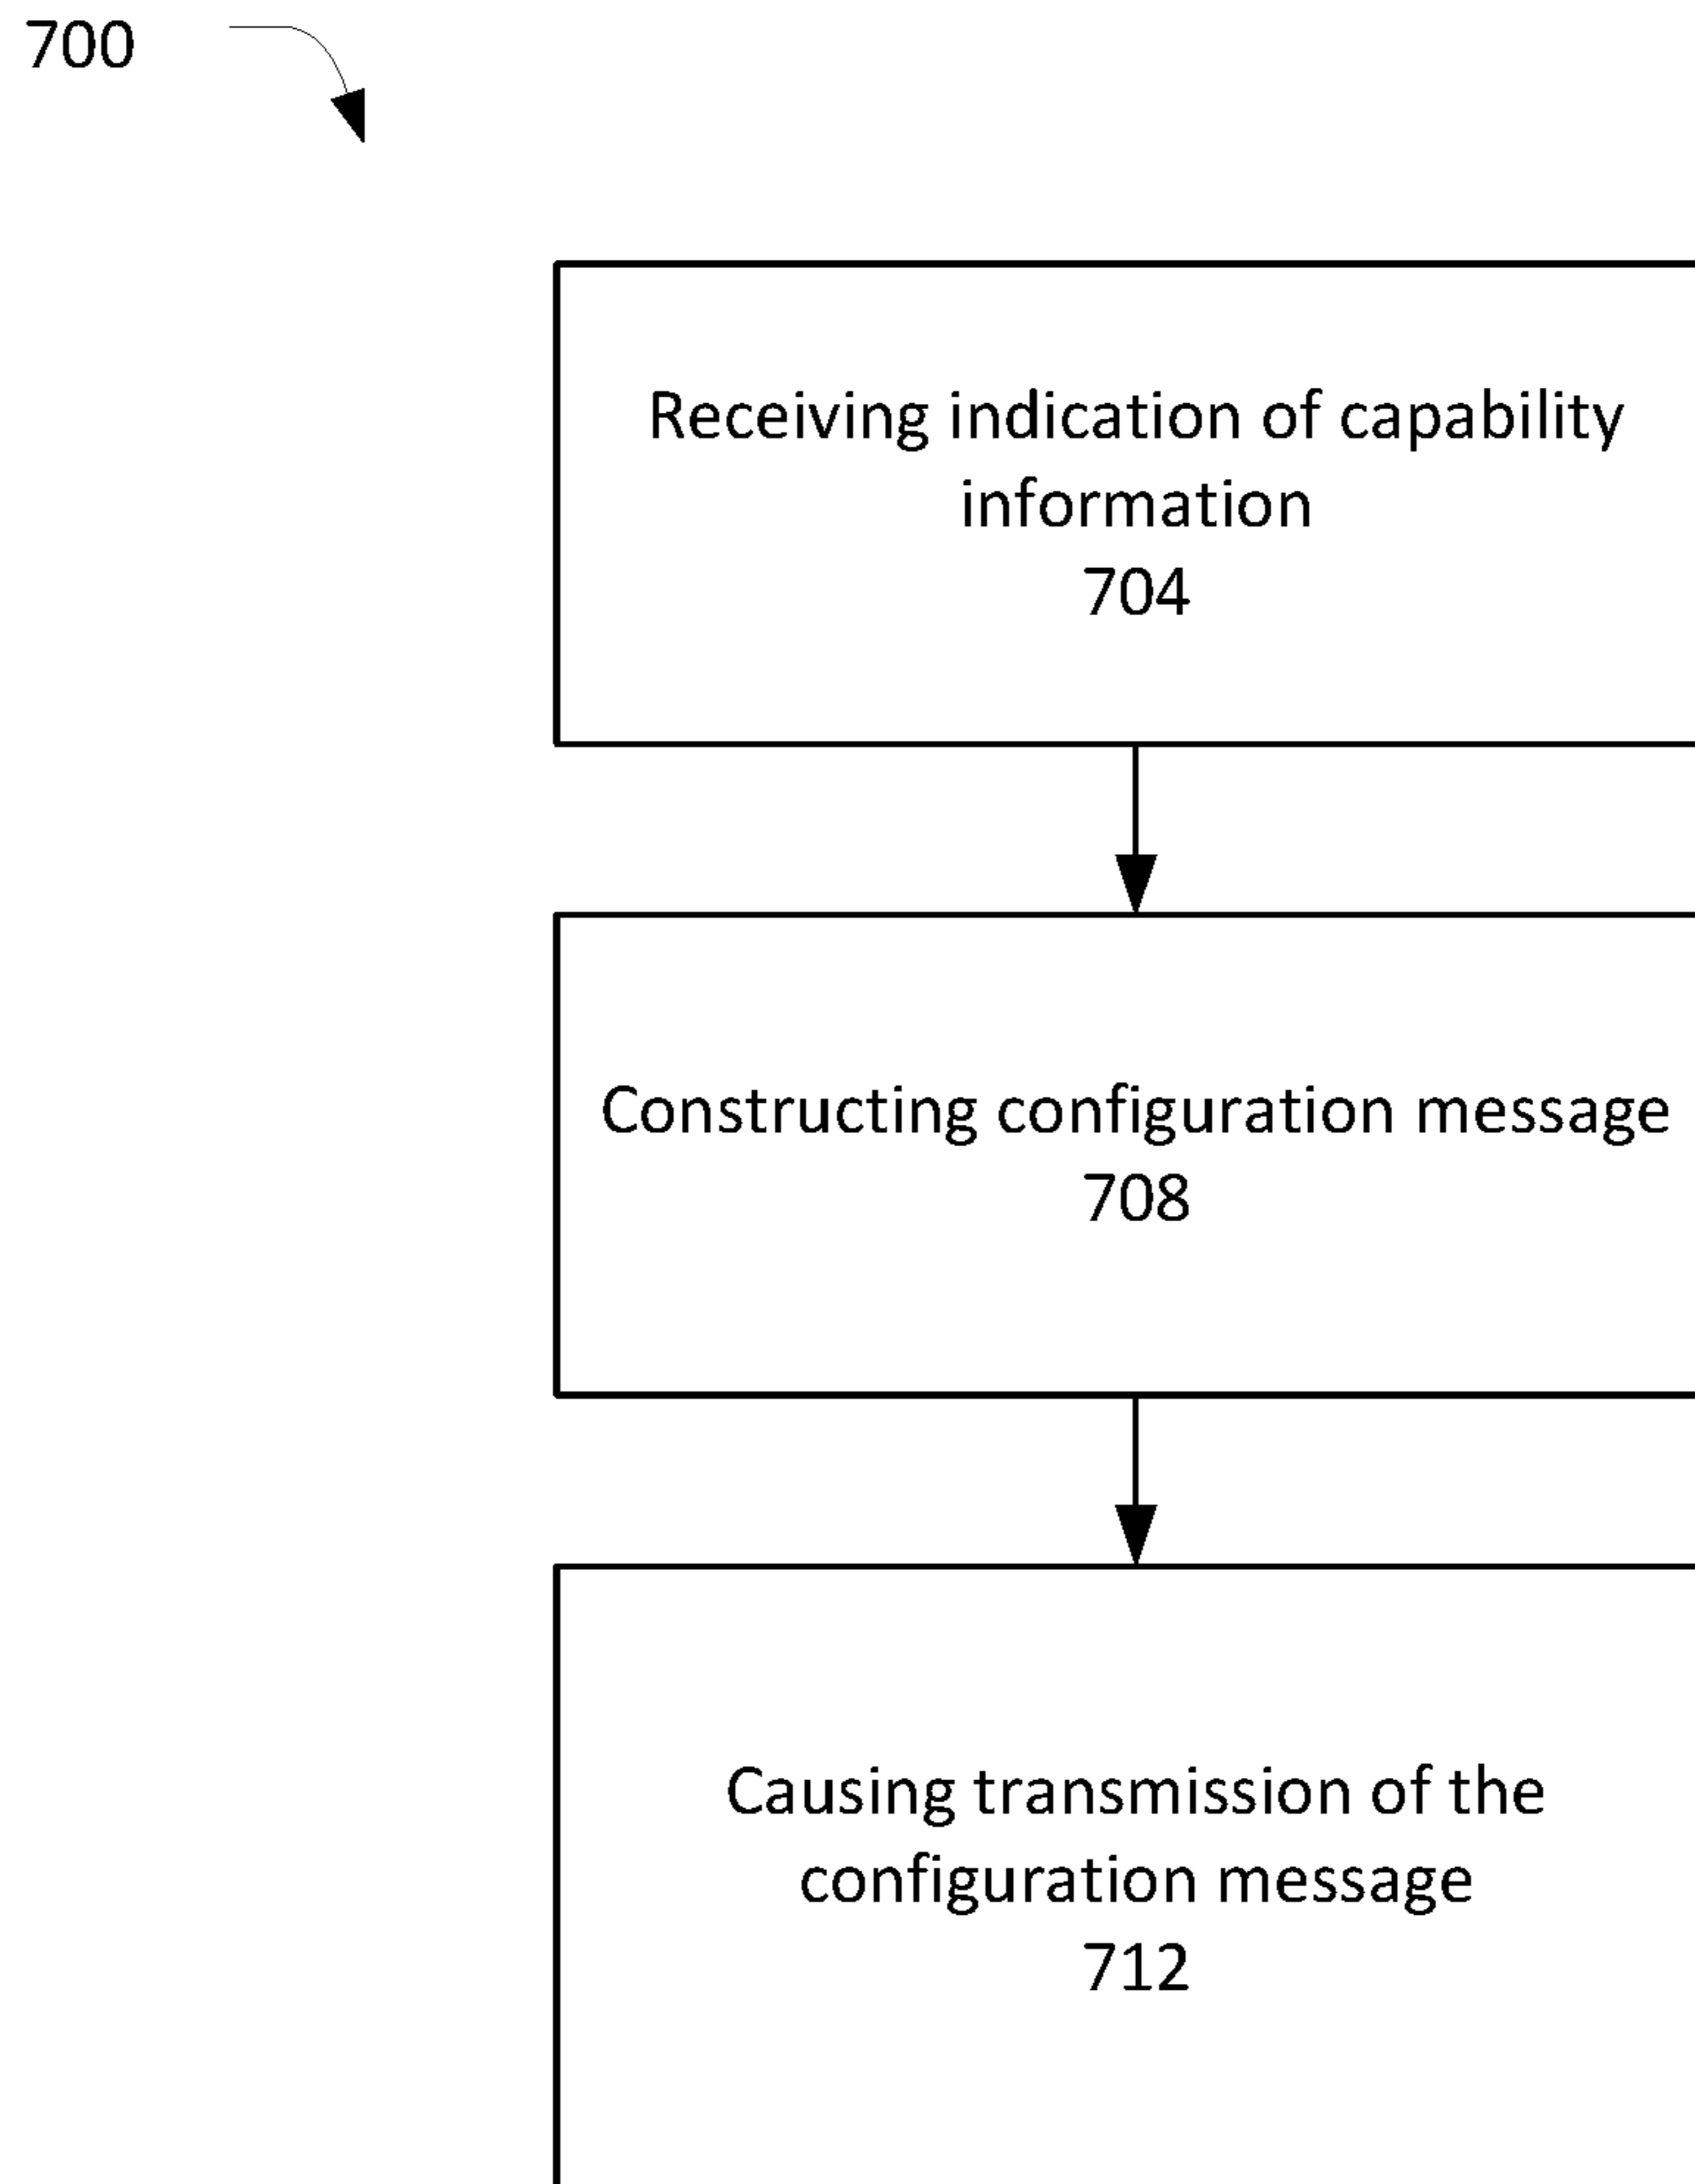 700
Receiving indication of capability
information
704
Constructing configuration message
708
Causing transmission of the
configuration message
712